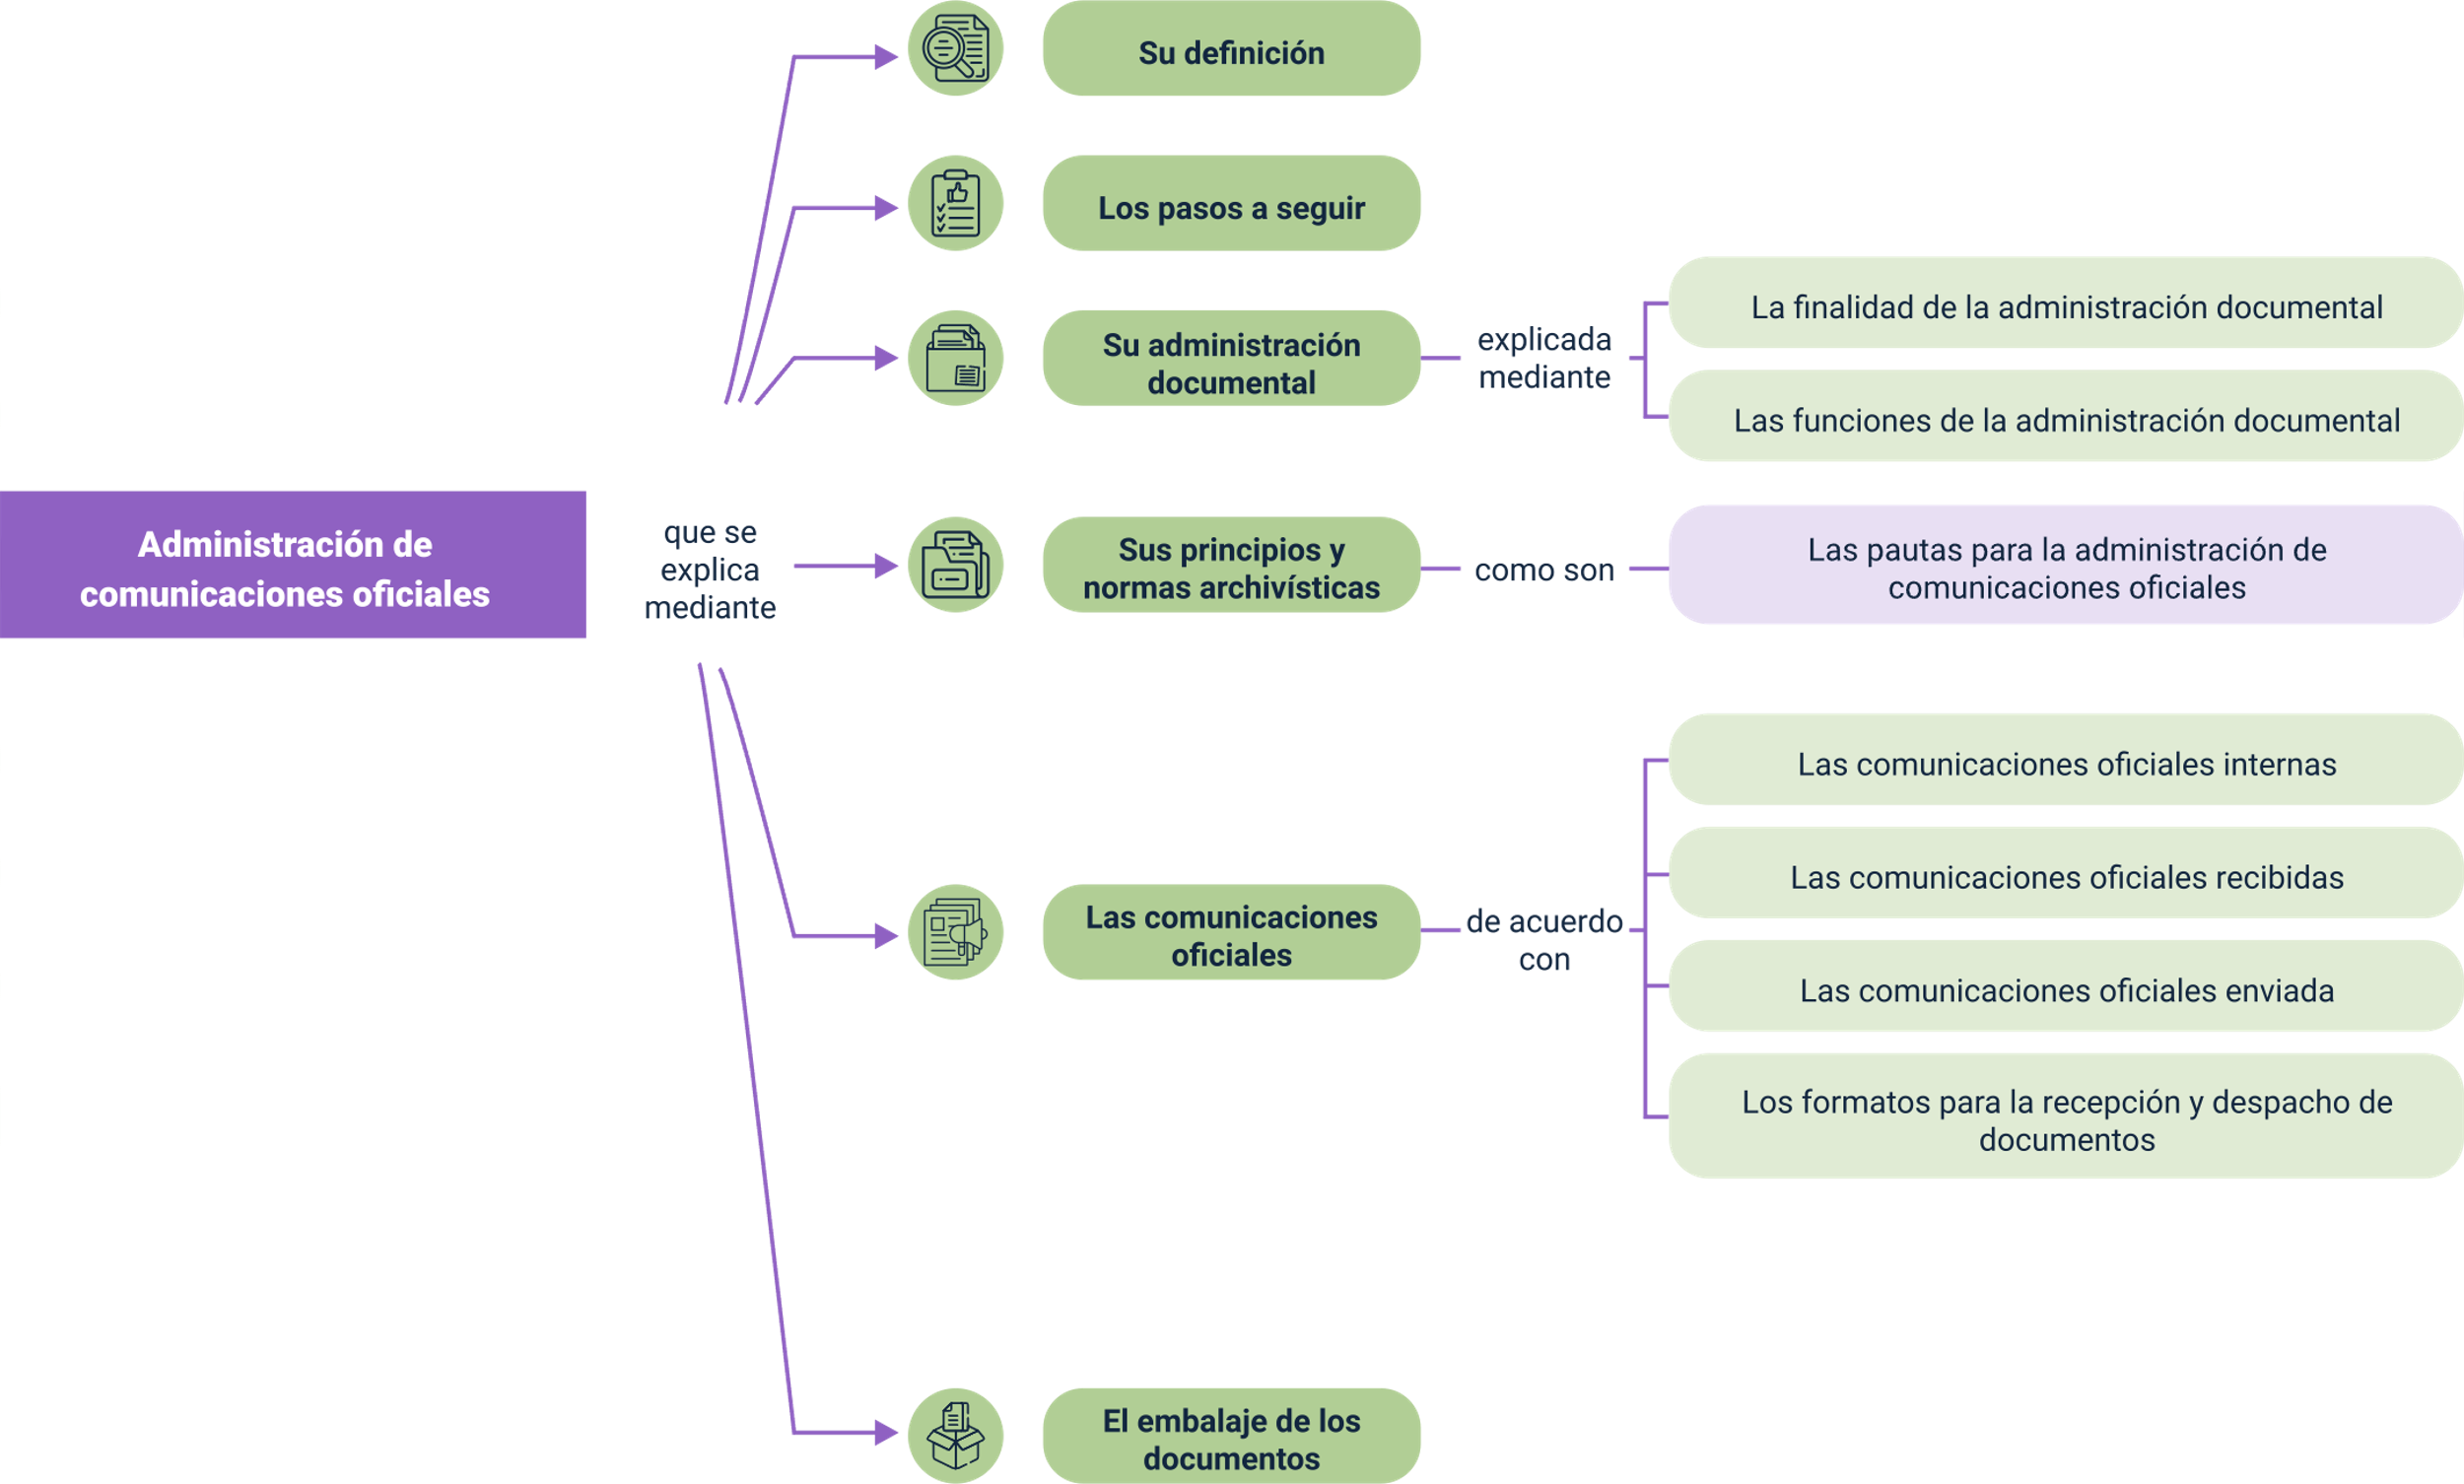 Administración de
comunicaciones oficiales
que se
explica
mediante
Su definición
Los pasos a seguir
Su administración
documental
explicada
mediante
La finalidad de la administración documental
Las funciones de la administración documental
Sus principios y
normas archivísticas
como son
Las pautas para la administración de
comunicaciones oficiales
Las comunicaciones
oficiales
de acuerdo
con
Las comunicaciones oficiales internas
Las comunicaciones oficiales recibidas
Las comunicaciones oficiales enviada
Los formatos para la recepción y despacho de
documentos
El embalaje de los
documentos